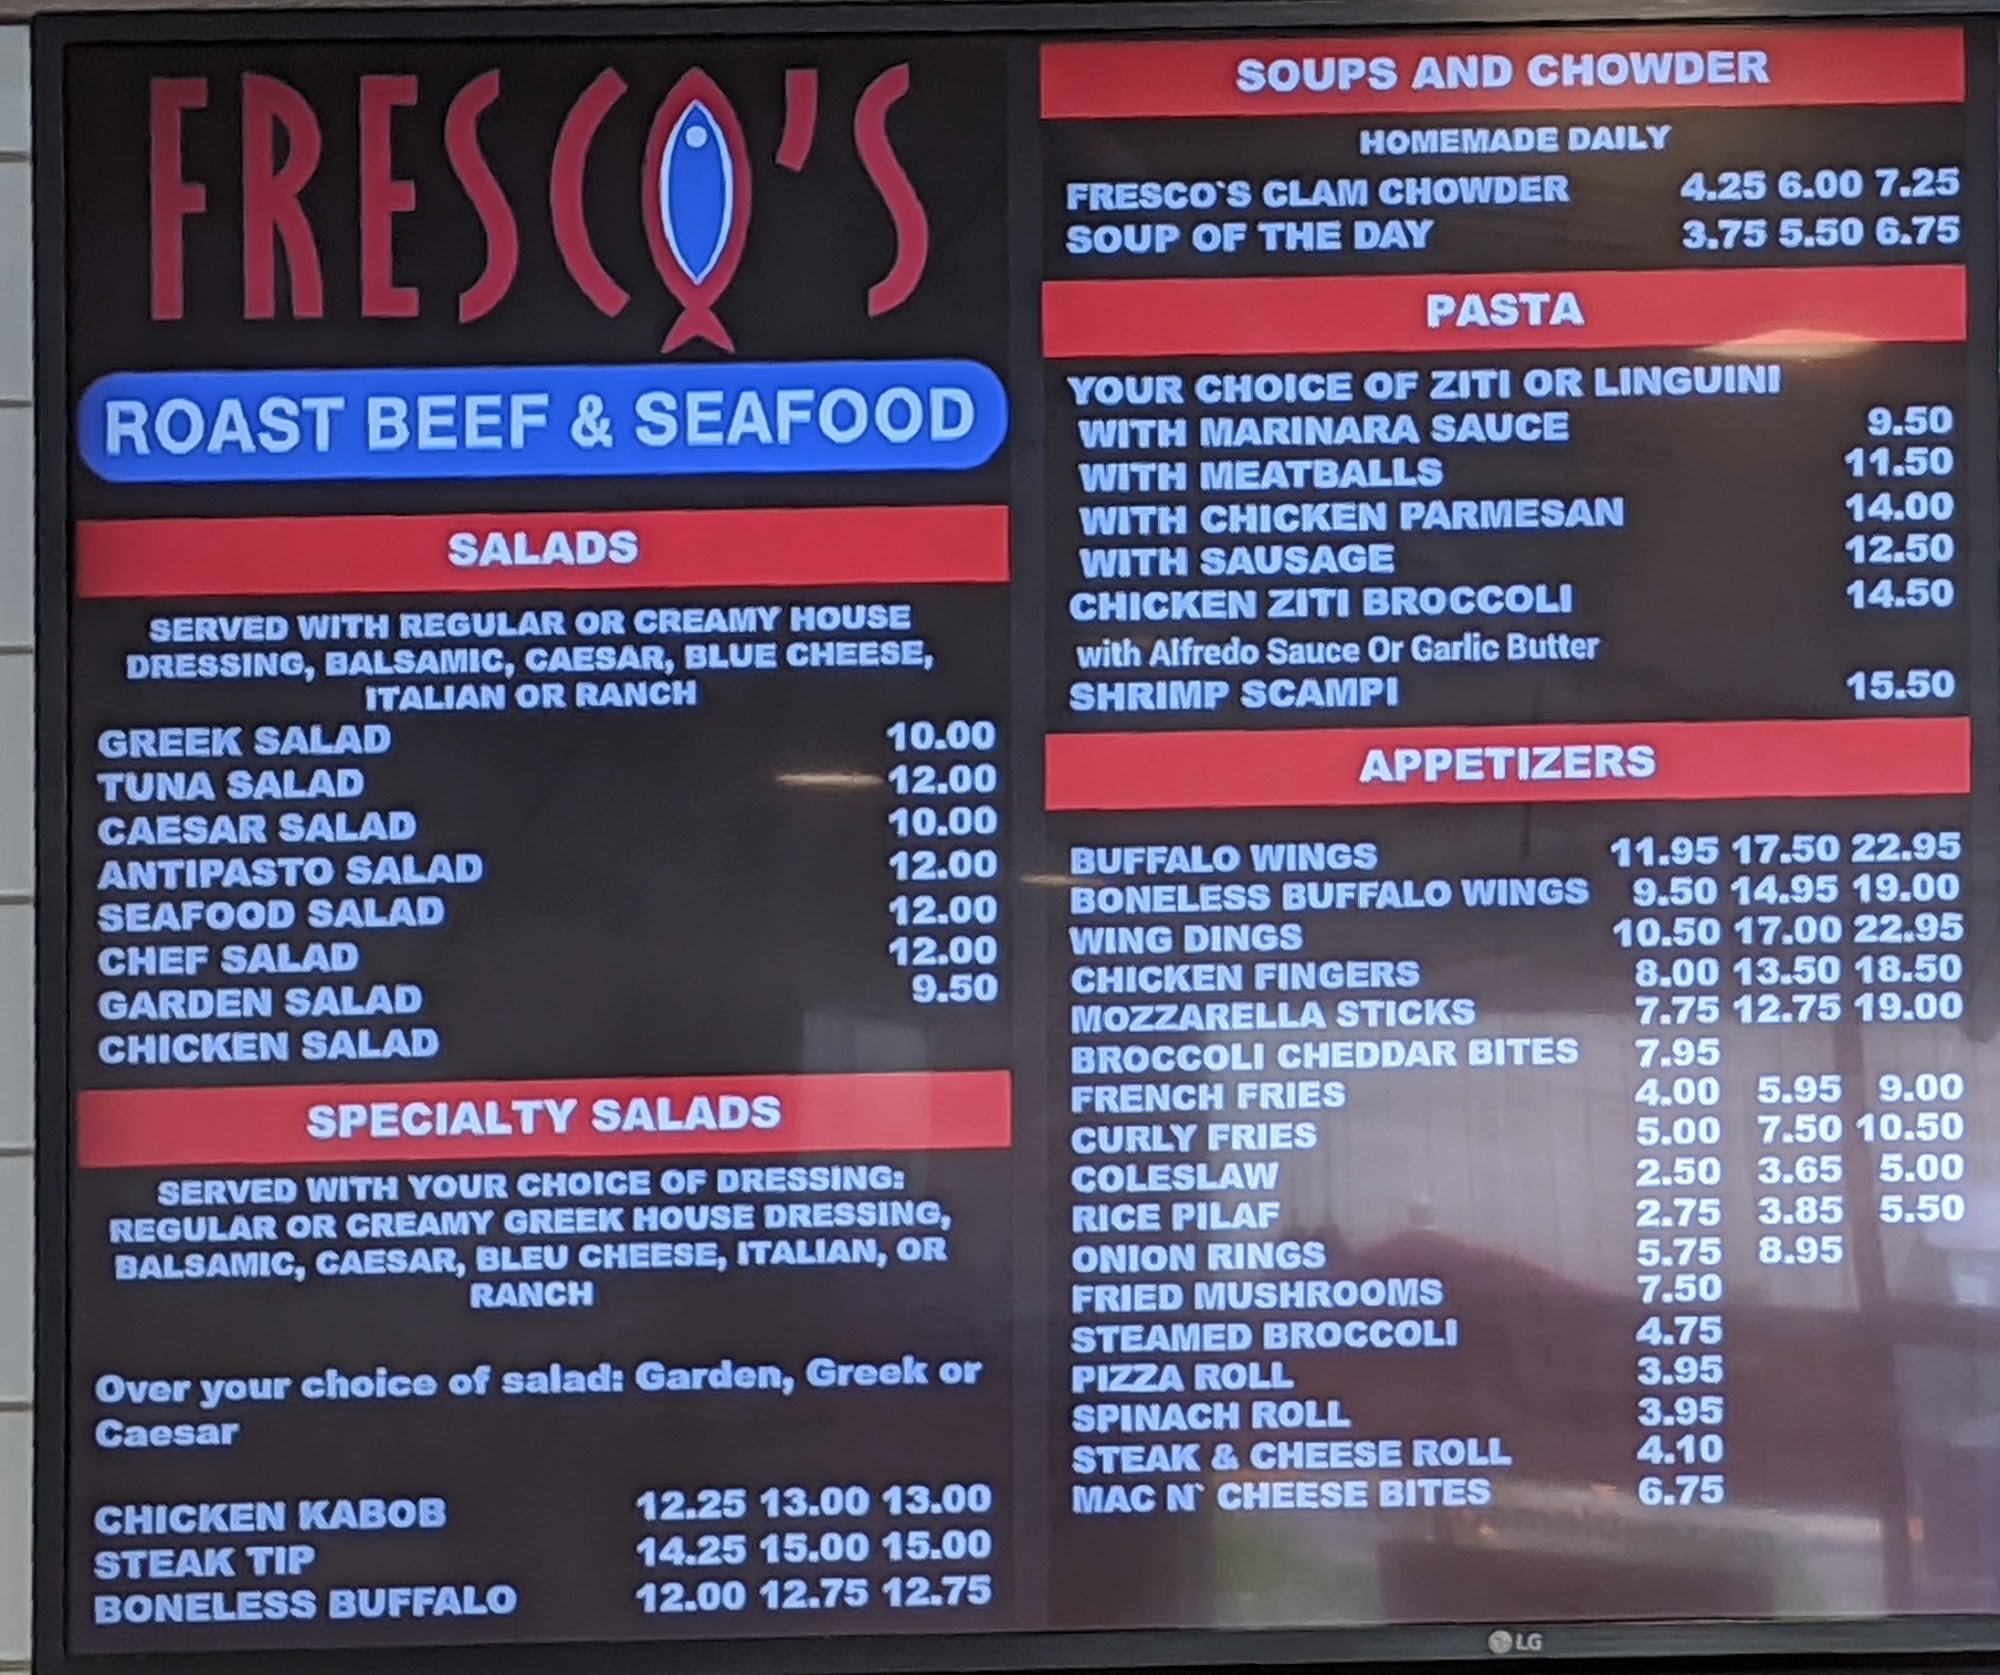 FRESCO'S
ROAST BEEF & SEAFOOD
SALADS
SERVED WITH REGULAR OR CREAMY HOUSE
DRESSING, BALSAMIC, CAESAR, BLUE CHEESE,
ITALIAN OR RANCH
GREEK SALAD 10.00
TUNA SALAD 12.00
CAESAR SALAD 10.00
ANTIPASTO SALAD 12.00
SEAFOOD SALAD 12.00
CHEF SALAD 12.00
GARDEN SALAD 9.50
CHICKEN SALAD
SPECIALTY SALADS
SERVED WITH YOUR CHOICE OF DRESSING:
REGULAR OR CREAMY GREEK HOUSE DRESSING,
BALSAMIC, CAESAR, BLEU CHEESE, ITALIAN, OR
RANCH
Over your choice of salad: Garden, Greek or
Caesar
CHICKEN KABOB 12.25 13.00 13.00
STEAK TIP 14.25 15.00 15.00
BONELESS BUFFALO 12.00 12.75 12.75
SOUPS AND CHOWDER
HOMEMADE DAILY
FRESCO`S CLAM CHOWDER 4.25 6.00 7.25
SOUP OF THE DAY 3.75 5.50 6.75
PASTA
YOUR CHOICE OF ZITI OR LINGUINI
WITH MARINARA SAUCE 9.50
WITH MEATBALLS 11.50
WITH CHICKEN PARMESAN 14.00
WITH SAUSAGE 12.50
CHICKEN ZITI BROCCOLI 14.50
with Alfredo Sauce Or Garlic Butter
SHRIMP SCAMPI 15.50
APPETIZERS
BUFFALO WINGS 11.95 17.50 22.95
BONELESS BUFFALO WINGS 9.50 14.95 19.00
WING DINGS 10.50 17.00 22.95
CHICKEN FINGERS 8.00 13.50 18.50
MOZZARELLA STICKS 7.75 12.75 19.00
BROCCOLI CHEDDAR BITES 7.95
FRENCH FRIES 4.00 5.95 9.00
CURLY FRIES 5.00 7.50 10.50
COLESLAW 2.50 3.65 5.00
RICE PILAF 2.75 3.85 5.50
ONION RINGS 5.75 8.95
FRIED MUSHROOMS 7.50
STEAMED BROCCOLI 4.75
PIZZA ROLL 3.95
SPINACH ROLL 3.95
STEAK & CHEESE ROLL 4.10
MAC N` CHEESE BITES 6.75
LG